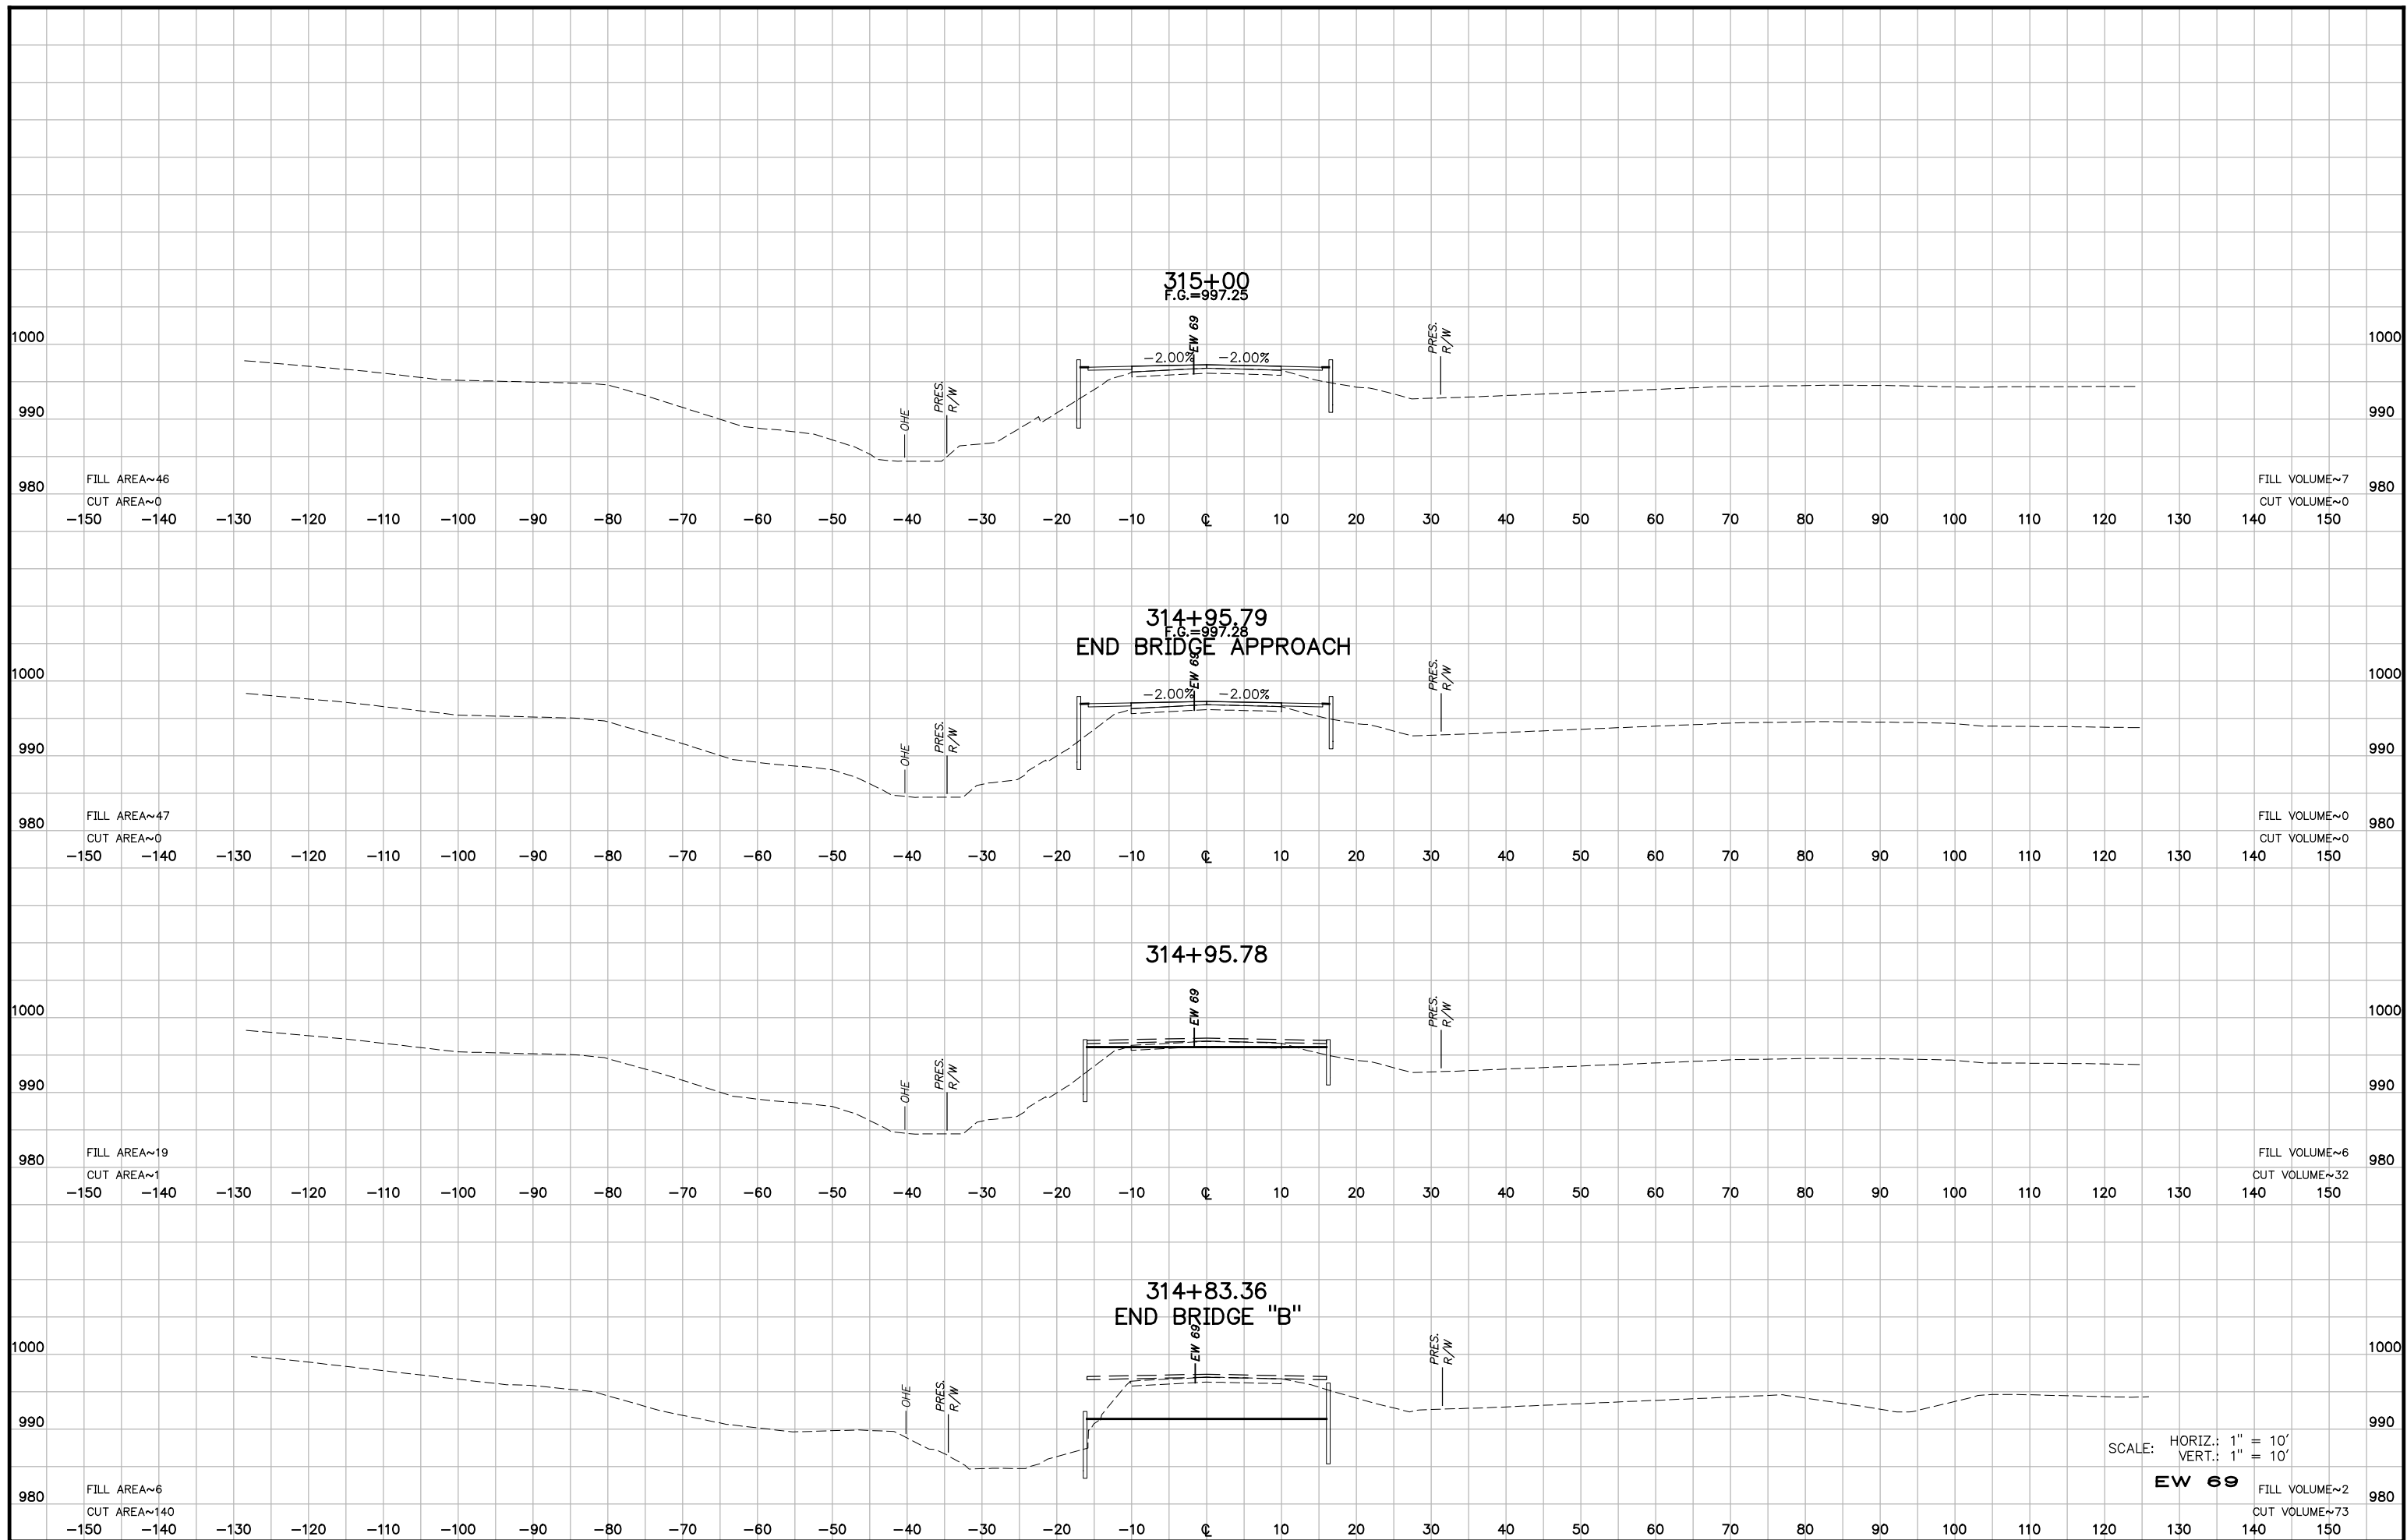 315+00
F.G.=997.25
EW 69
PRES.
R/W
1000
1000
-2.00%
-2.00%
PRES.
R/W
OHE
990
990
FILL AREA~46
FILL VOLUME~7
980
980
CUT AREA~0
CUT VOLUME~0
-150 -140 -130 -120 -110 -100 -90 -80 -70 -60 -50 -40 -30 -20 -10 ℄ 10 20 30 40 50 60 70 80 90 100 110 120 130 140 150
314+95.79
F.G.=997.28
END BRIDGE APPROACH
EW 69
PRES.
R/W
1000
1000
-2.00%
-2.00%
PRES.
R/W
OHE
990
990
FILL AREA~47
FILL VOLUME~0
980
980
CUT AREA~0
CUT VOLUME~0
-150 -140 -130 -120 -110 -100 -90 -80 -70 -60 -50 -40 -30 -20 -10 ℄ 10 20 30 40 50 60 70 80 90 100 110 120 130 140 150
314+95.78
EW 69
PRES.
R/W
1000
1000
PRES.
R/W
OHE
990
990
FILL AREA~19
FILL VOLUME~6
980
980
CUT AREA~1
CUT VOLUME~32
-150 -140 -130 -120 -110 -100 -90 -80 -70 -60 -50 -40 -30 -20 -10 ℄ 10 20 30 40 50 60 70 80 90 100 110 120 130 140 150
314+83.36
END BRIDGE "B"
EW 69
PRES.
R/W
1000
1000
PRES.
R/W
OHE
990
990
SCALE: HORIZ.: 1" = 10'
VERT.: 1" = 10'
EW 69
FILL AREA~6
FILL VOLUME~2
980
980
CUT AREA~140
CUT VOLUME~73
-150 -140 -130 -120 -110 -100 -90 -80 -70 -60 -50 -40 -30 -20 -10 ℄ 10 20 30 40 50 60 70 80 90 100 110 120 130 140 150